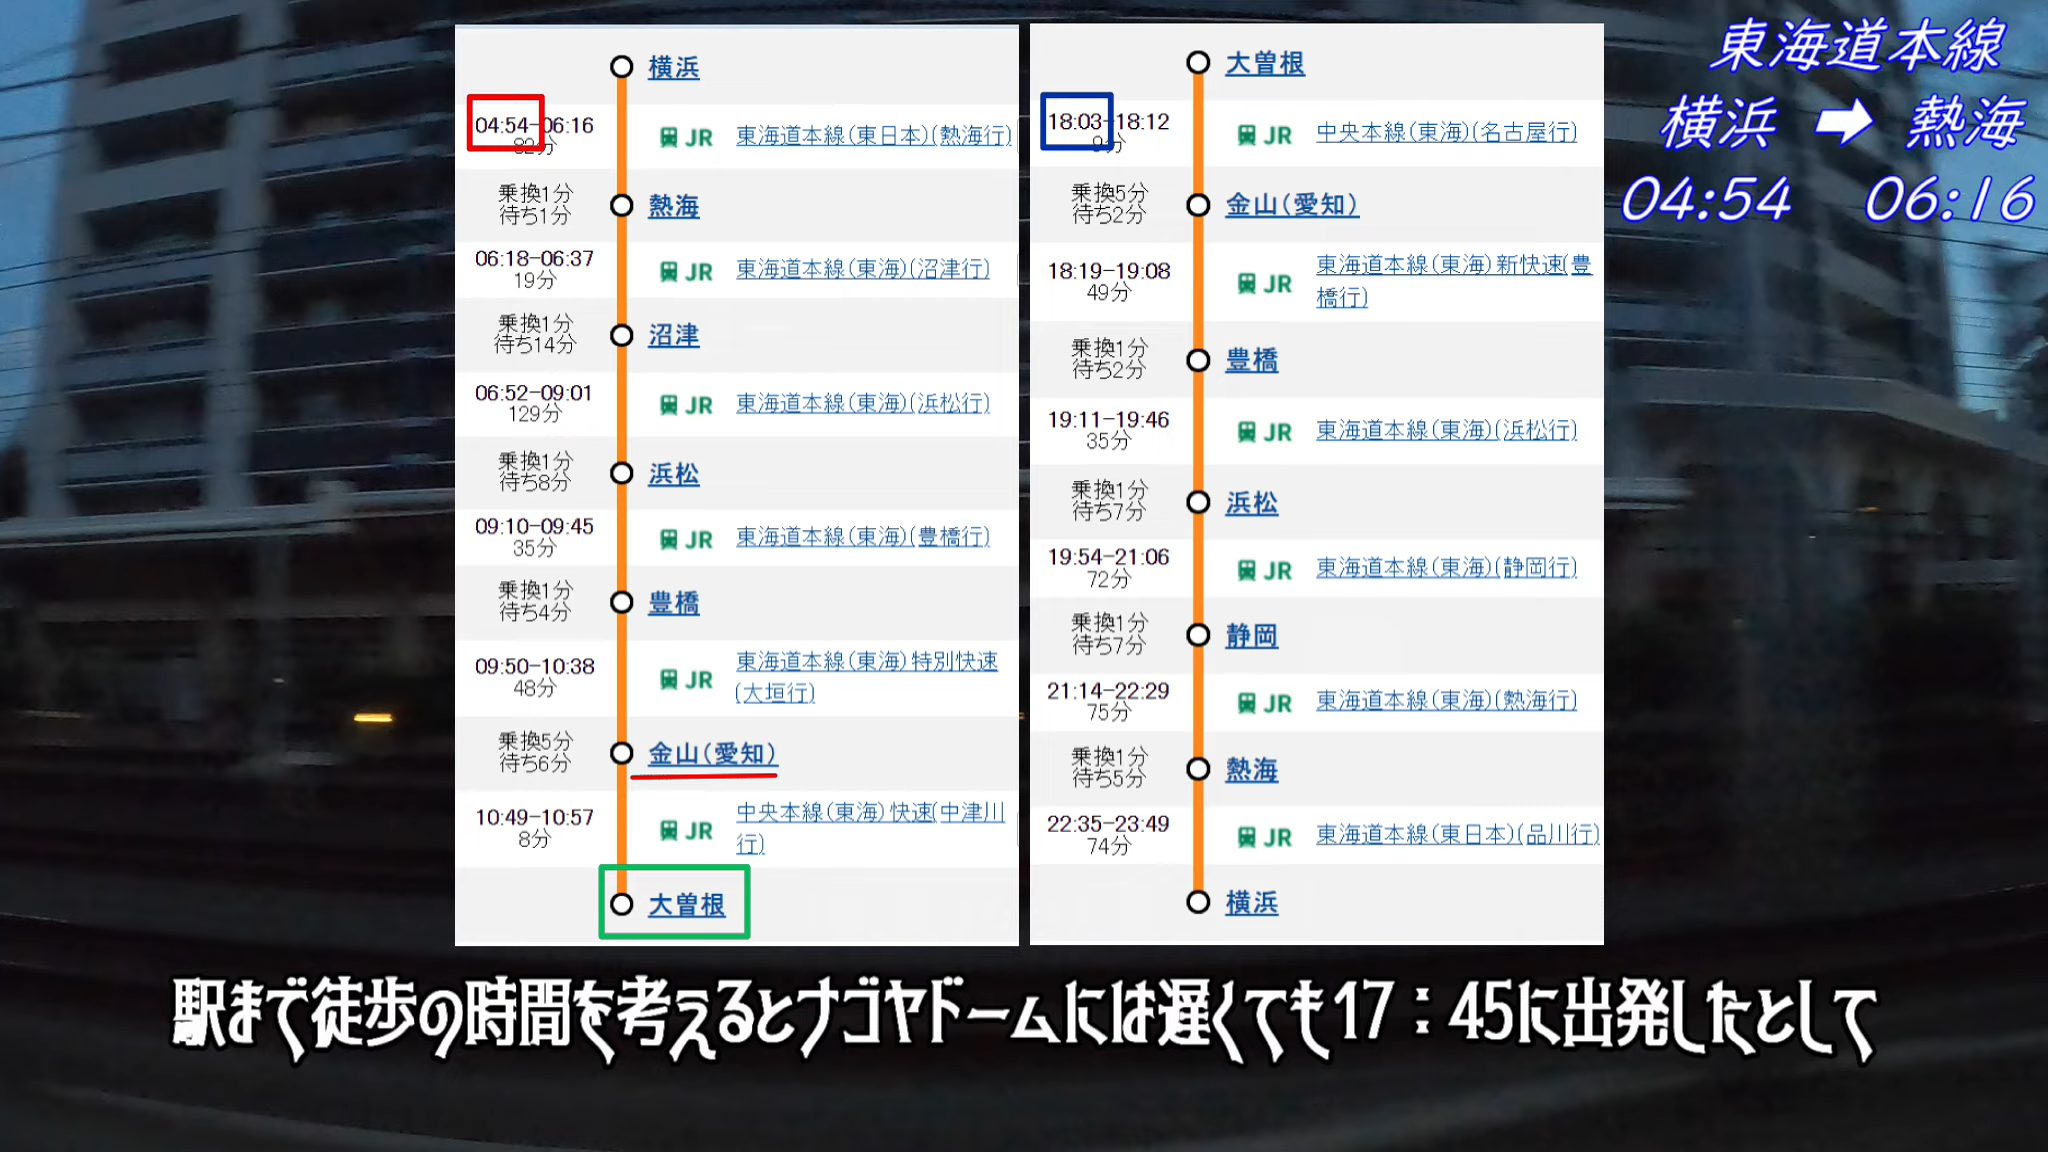 横浜
04:54-06:16
82分
JR
東海道本線(東日本)(熱海行)
乗換1分
待ち1分
熱海
06:18-06:37
19分
JR
東海道本線(東海)(沼津行)
乗換1分
待ち14分
沼津
06:52-09:01
129分
JR
東海道本線(東海)(浜松行)
乗換1分
待ち8分
浜松
09:10-09:45
35分
JR
東海道本線(東海)(豊橋行)
乗換1分
待ち4分
豊橋
09:50-10:38
48分
JR
東海道本線(東海)特別快速
(大垣行)
乗換5分
待ち6分
金山(愛知)
10:49-10:57
8分
JR
中央本線(東海)快速(中津川
行)
大曽根
大曽根
18:03-18:12
9分
JR
中央本線(東海)(名古屋行)
乗換5分
待ち2分
金山(愛知)
18:19-19:08
49分
JR
東海道本線(東海)新快速(豊
橋行)
乗換1分
待ち2分
豊橋
19:11-19:46
35分
JR
東海道本線(東海)(浜松行)
乗換1分
待ち7分
浜松
19:54-21:06
72分
JR
東海道本線(東海)(静岡行)
乗換1分
待ち7分
静岡
21:14-22:29
75分
JR
東海道本線(東海)(熱海行)
乗換1分
待ち5分
熱海
22:35-23:49
74分
JR
東海道本線(東日本)(品川行)
横浜
東海道本線
横浜 ➡ 熱海
04:54 06:16
駅まで徒歩の時間を考えるとナゴヤドームには遅くても17:45に出発したとして